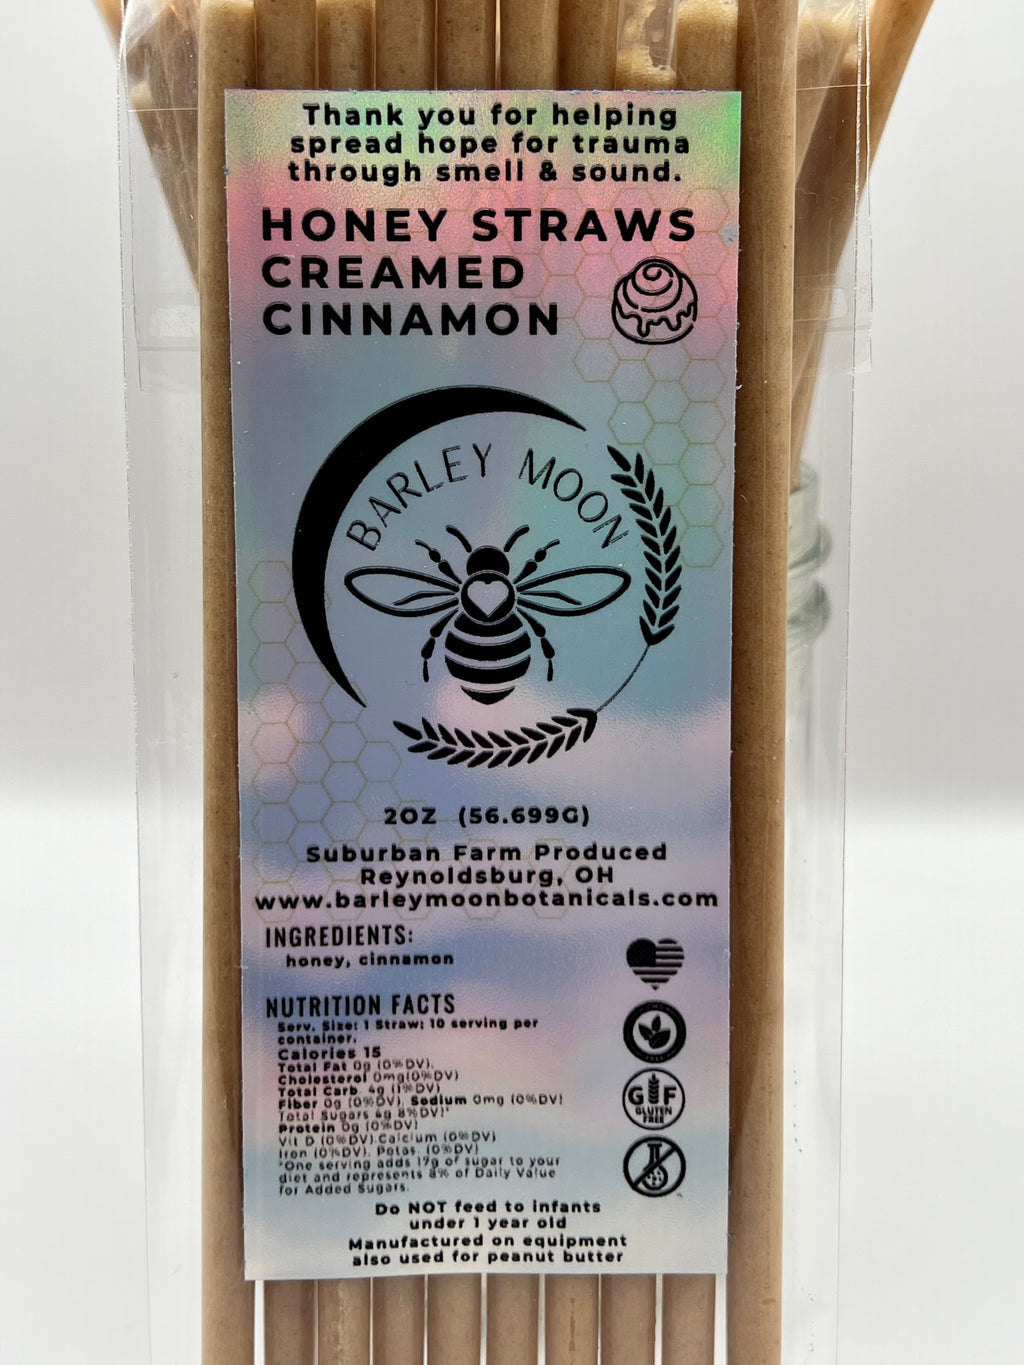 Thank you for helping
spread hope for trauma
through smell & sound.
HONEY STRAWS
CREAMED
CINNAMON
BARLEY MOON
2OZ (56.699G)
Suburban Farm Produced
Reynoldsburg, OH
www.barleymoonbotanicals.com
INGREDIENTS:
honey, cinnamon
NUTRITION FACTS
Serv. Size: 1 Straw; 10 serving per
container.
Calories 15
Total Fat 0g (0%DV).
Cholesterol 0mg(0%DV)
Total Carb. 4g (1%DV)
Fiber 0g (0%DV), Sodium 0mg (0%DV)
Total Sugars 4g 8%DV)*
Protein 0g (0%DV)
Vit D (0%DV).Calcium (0%DV)
Iron (0%DV). Potas. (0%DV)
*One serving adds 17g of sugar to your
diet and represents 8% of Daily Value
for Added Sugars.
GF
GLUTEN
FREE
Do NOT feed to infants
under 1 year old
Manufactured on equipment
also used for peanut butter